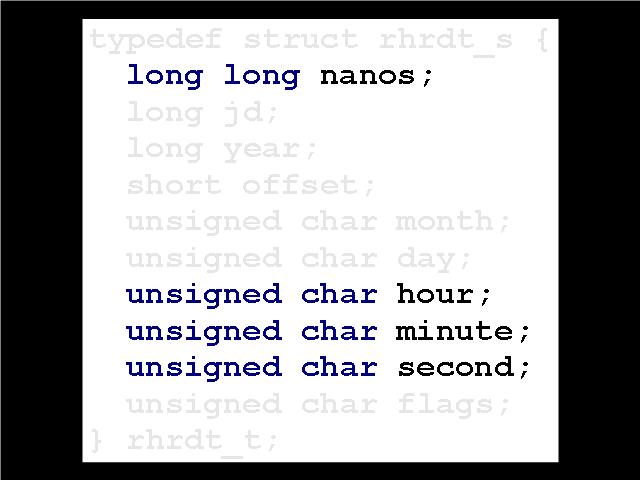 typedef struct rhrdt_s {
long long nanos;
long jd;
long year;
short offset;
unsigned char month;
unsigned char day;
unsigned char hour;
unsigned char minute;
unsigned char second;
unsigned char flags;
} rhrdt_t;